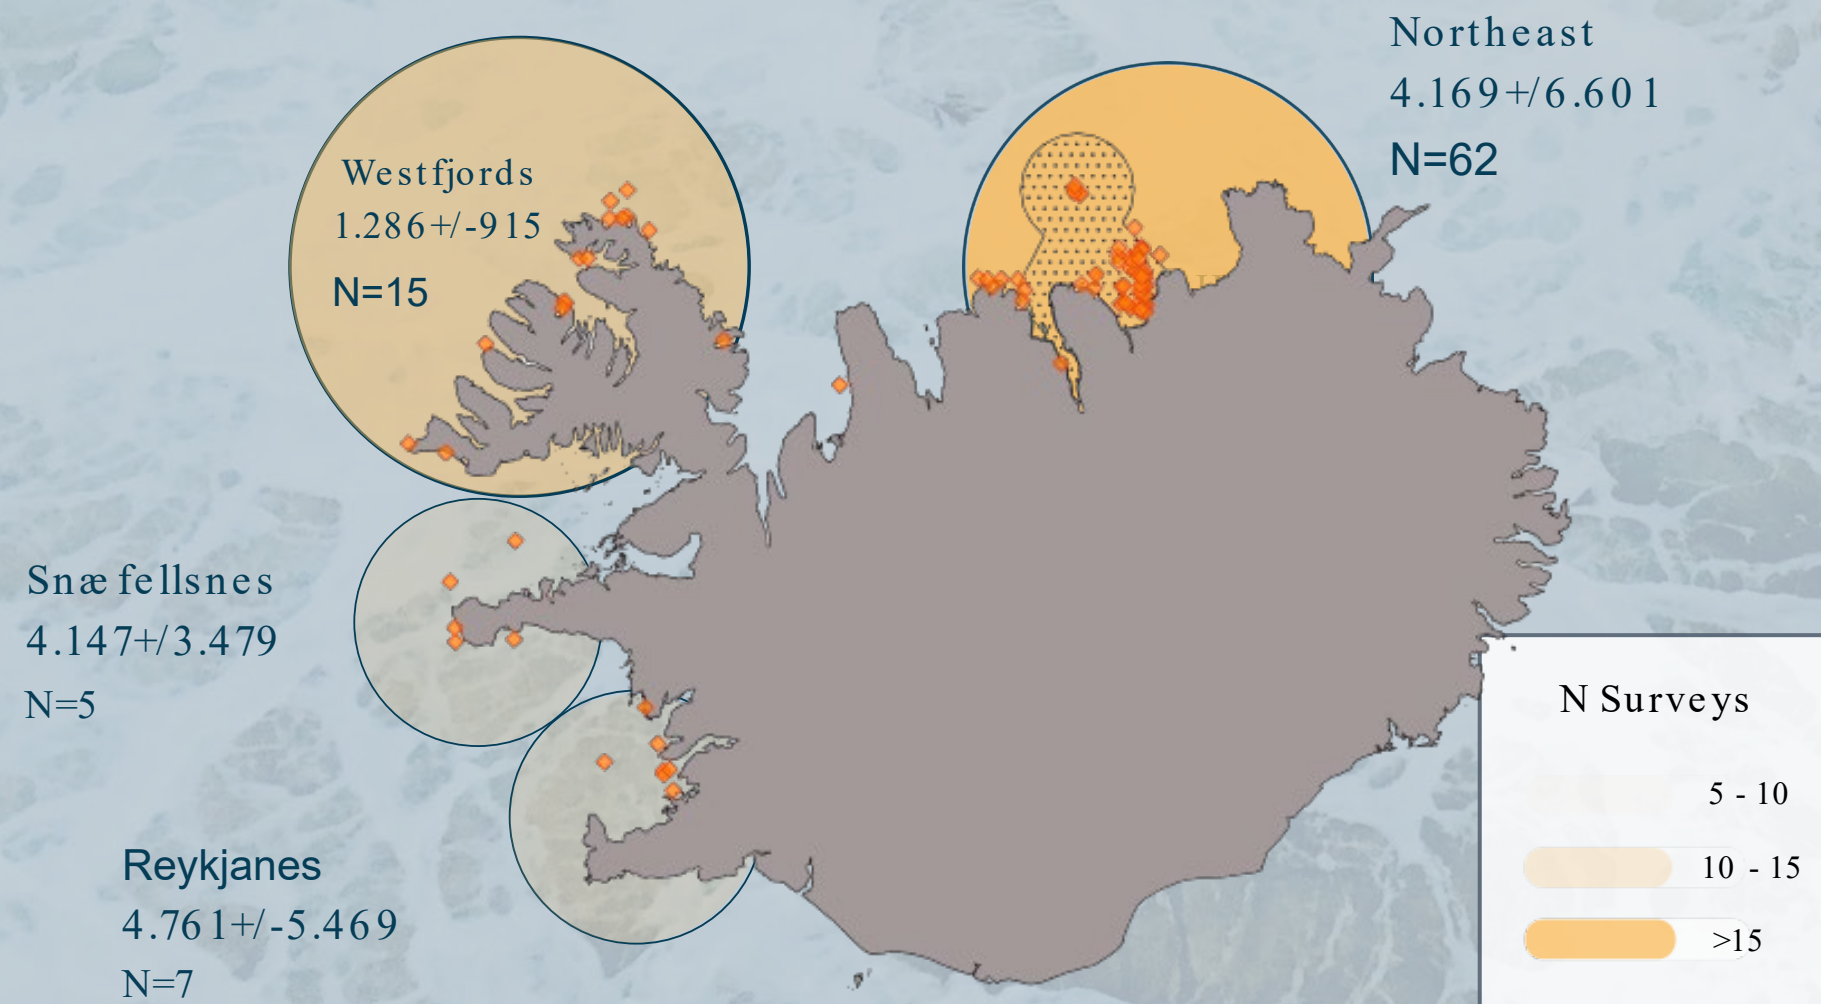 Northeast
4.169+/6.601
N=62
Westfjords
1.286+/-915
N=15
Snæfellsnes
4.147+/3.479
N=5
Reykjanes
4.761+/-5.469
N=7
N Surveys
5 - 10
10 - 15
>15